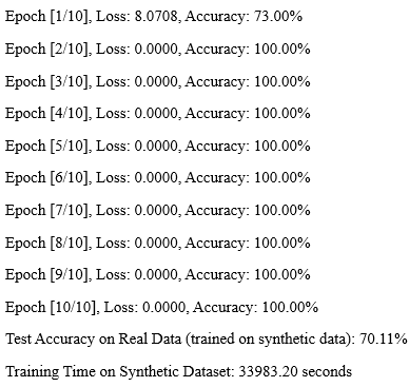 Epoch [1/10], Loss: 8.0708, Accuracy: 73.00%
Epoch [2/10], Loss: 0.0000, Accuracy: 100.00%
Epoch [3/10], Loss: 0.0000, Accuracy: 100.00%
Epoch [4/10], Loss: 0.0000, Accuracy: 100.00%
Epoch [5/10], Loss: 0.0000, Accuracy: 100.00%
Epoch [6/10], Loss: 0.0000, Accuracy: 100.00%
Epoch [7/10], Loss: 0.0000, Accuracy: 100.00%
Epoch [8/10], Loss: 0.0000, Accuracy: 100.00%
Epoch [9/10], Loss: 0.0000, Accuracy: 100.00%
Epoch [10/10], Loss: 0.0000, Accuracy: 100.00%
Test Accuracy on Real Data (trained on synthetic data): 70.11%
Training Time on Synthetic Dataset: 33983.20 seconds